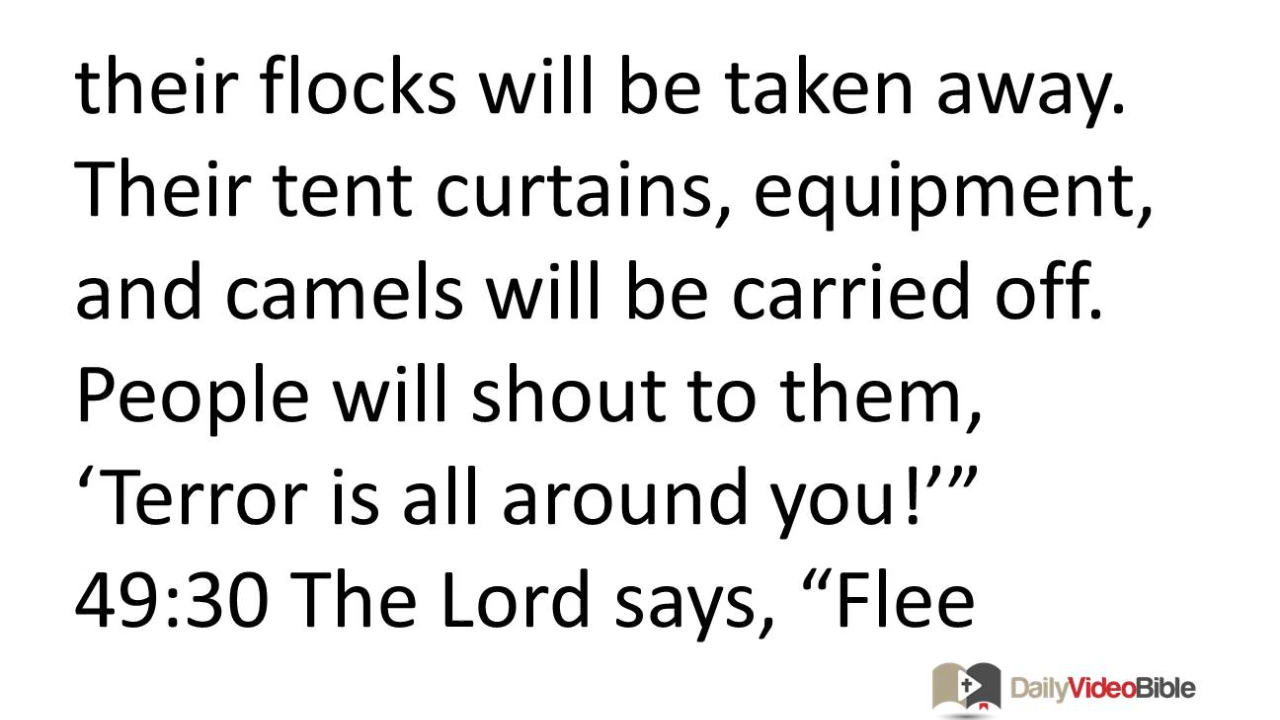 their flocks will be taken away.
Their tent curtains, equipment,
and camels will be carried off.
People will shout to them,
‘Terror is all around you!’”
49:30 The Lord says, “Flee
DailyVideoBible